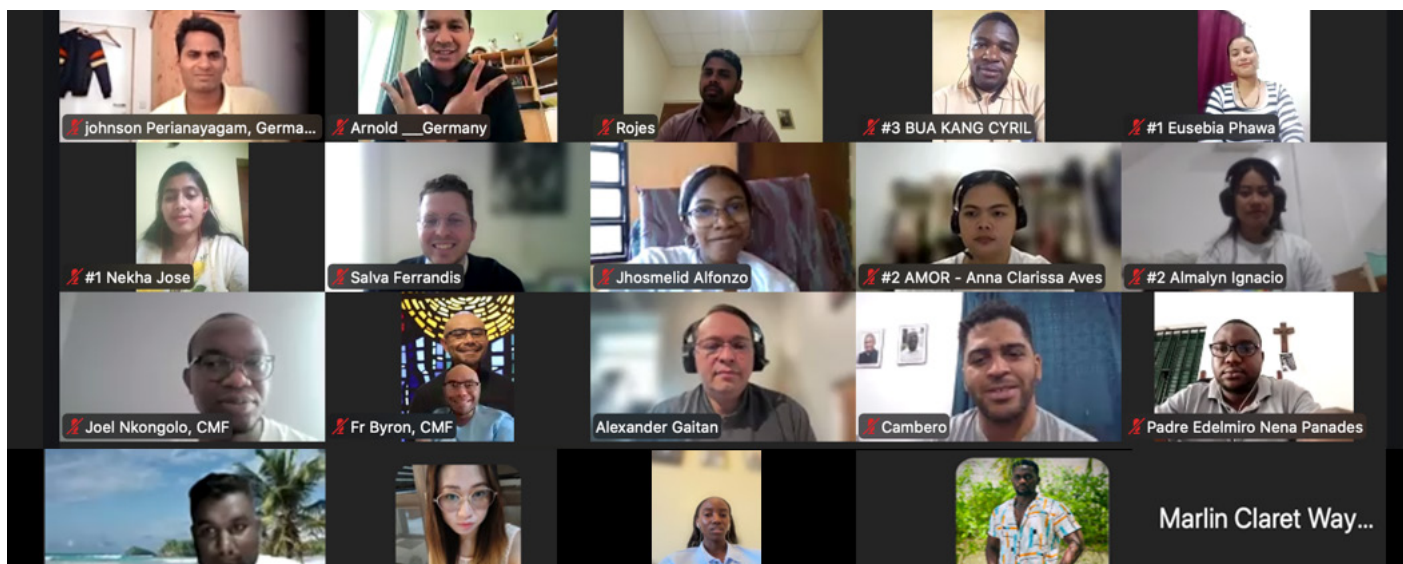 johnson Perianayagam, Germa...
Arnold __Germany
Rojes
#3 BUA KANG CYRIL
#1 Eusebia Phawa
#1 Nekha Jose
Salva Ferrandis
Jhosmelid Alfonzo
#2 AMOR - Anna Clarissa Aves
#2 Almalyn Ignacio
Joel Nkongolo, CMF
Fr Byron, CMF
Alexander Gaitan
Cambero
Padre Edelmiro Nena Panades
Marlin Claret Way...